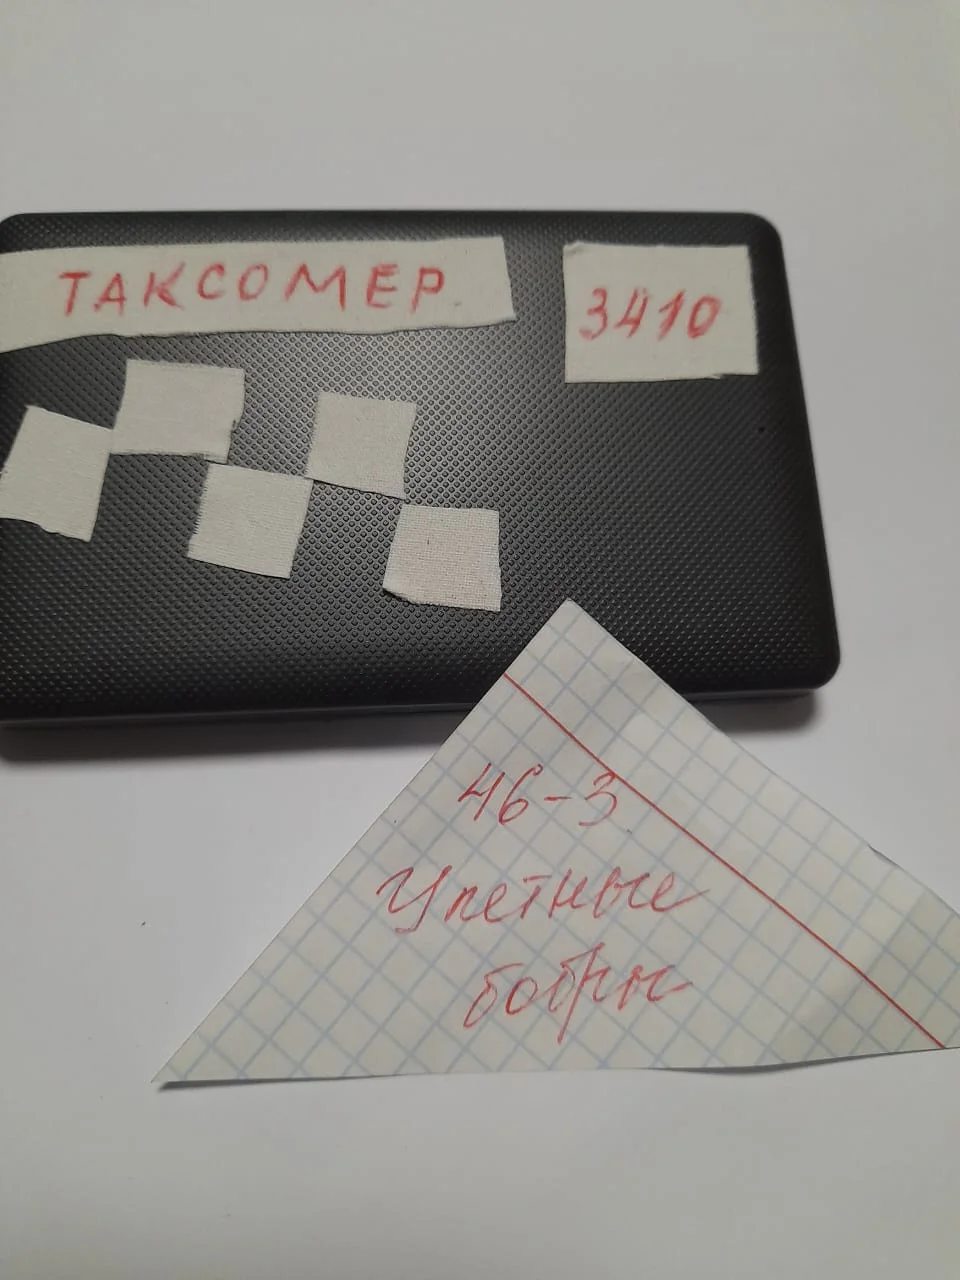 ТАКСОМЕР
3410
46-3
Улетные
бобры